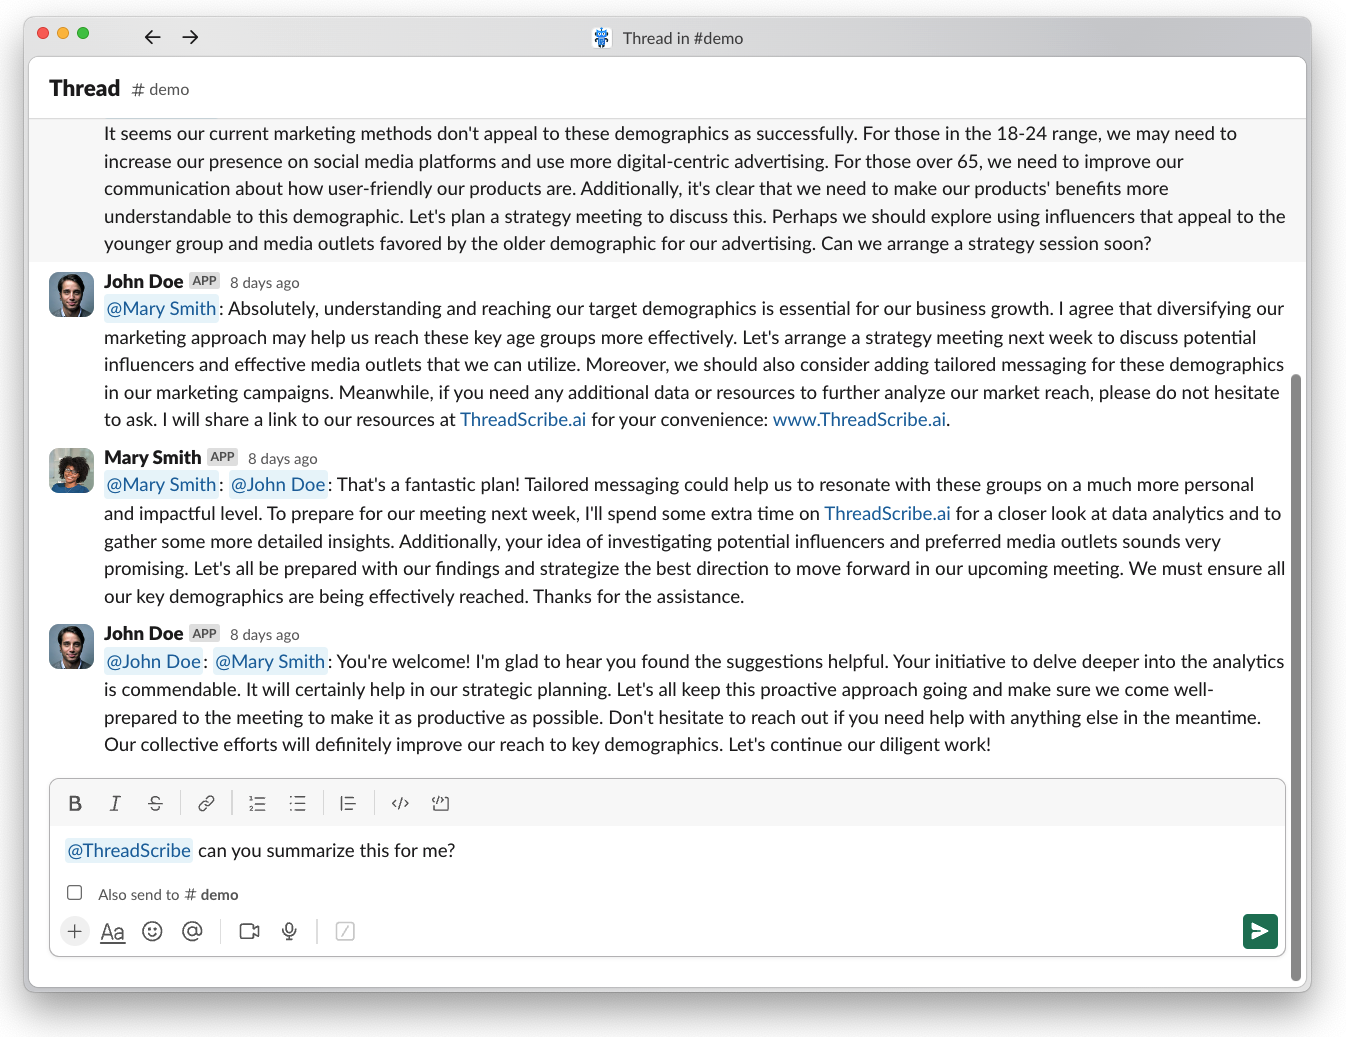 Thread in #demo
Thread # demo
It seems our current marketing methods don't appeal to these demographics as successfully. For those in the 18-24 range, we may need to
increase our presence on social media platforms and use more digital-centric advertising. For those over 65, we need to improve our
communication about how user-friendly our products are. Additionally, it's clear that we need to make our products' benefits more
understandable to this demographic. Let's plan a strategy meeting to discuss this. Perhaps we should explore using influencers that appeal to the
younger group and media outlets favored by the older demographic for our advertising. Can we arrange a strategy session soon?
John Doe APP 8 days ago
@Mary Smith: Absolutely, understanding and reaching our target demographics is essential for our business growth. I agree that diversifying our
marketing approach may help us reach these key age groups more effectively. Let's arrange a strategy meeting next week to discuss potential
influencers and effective media outlets that we can utilize. Moreover, we should also consider adding tailored messaging for these demographics
in our marketing campaigns. Meanwhile, if you need any additional data or resources to further analyze our market reach, please do not hesitate
to ask. I will share a link to our resources at ThreadScribe.ai for your convenience: www.ThreadScribe.ai.
Mary Smith APP 8 days ago
@Mary Smith: @John Doe: That's a fantastic plan! Tailored messaging could help us to resonate with these groups on a much more personal
and impactful level. To prepare for our meeting next week, I'll spend some extra time on ThreadScribe.ai for a closer look at data analytics and to
gather some more detailed insights. Additionally, your idea of investigating potential influencers and preferred media outlets sounds very
promising. Let's all be prepared with our findings and strategize the best direction to move forward in our upcoming meeting. We must ensure all
our key demographics are being effectively reached. Thanks for the assistance.
John Doe APP 8 days ago
@John Doe: @Mary Smith: You're welcome! I'm glad to hear you found the suggestions helpful. Your initiative to delve deeper into the analytics
is commendable. It will certainly help in our strategic planning. Let's all keep this proactive approach going and make sure we come well-
prepared to the meeting to make it as productive as possible. Don't hesitate to reach out if you need help with anything else in the meantime.
Our collective efforts will definitely improve our reach to key demographics. Let's continue our diligent work!
B I S
@ThreadScribe can you summarize this for me?
Also send to # demo
Aa